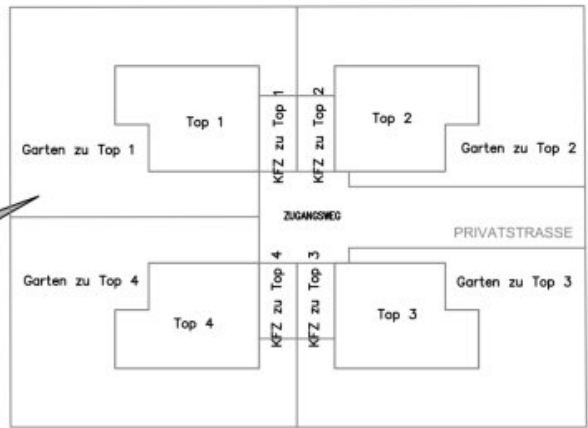 Top 1
KFZ zu Top 1
KFZ zu Top 2
Top 2
Garten zu Top 1
Garten zu Top 2
ZUGANGSWEG
PRIVATSTRASSE
Garten zu Top 4
KFZ zu Top 4
KFZ zu Top 3
Garten zu Top 3
Top 4
Top 3